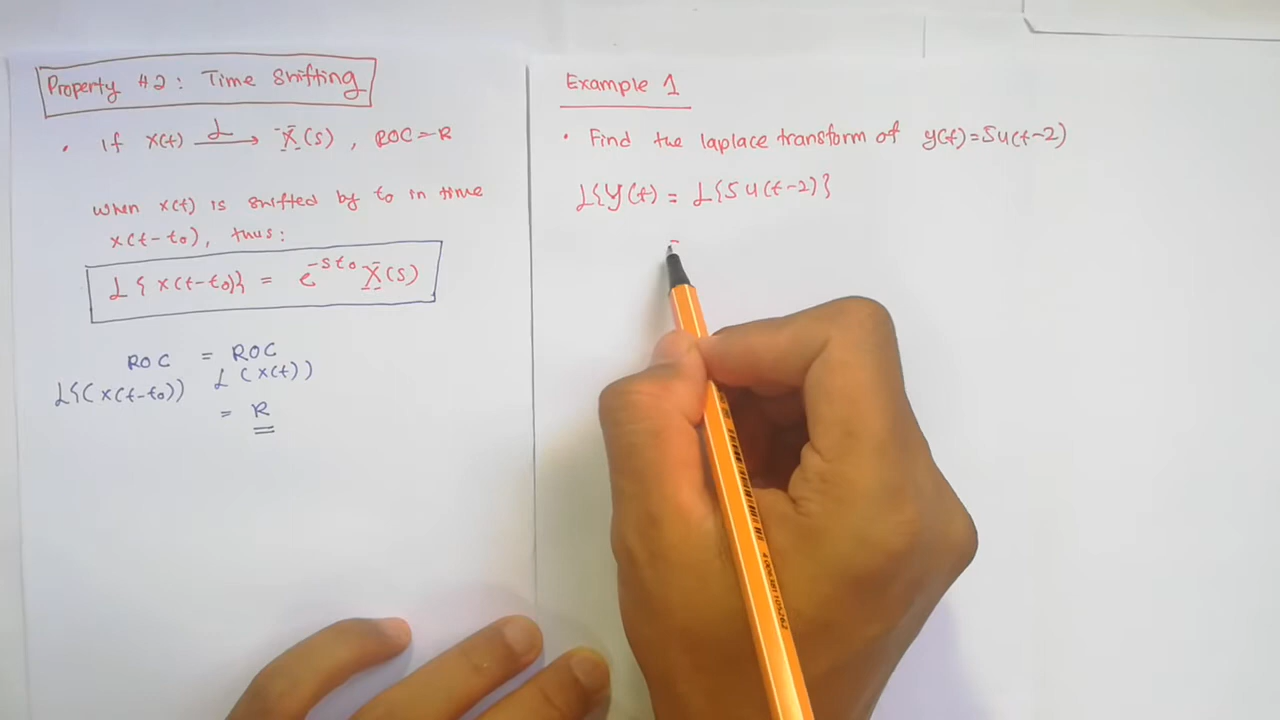 Property #2: Time Shifting
• If x(t) ℒ→ X(s), ROC=R
When x(t) is shifted by t₀ in time
x(t-t₀), thus:
ℒ{x(t-t₀)} = e^{-st₀} X(s)
ROC = ROC
ℒ{(x(t-t₀)) ℒ(x(t))
= R
Example 1
• Find the laplace transform of y(t)=5u(t-2)
ℒ{y(t) = ℒ{5u(t-2)}